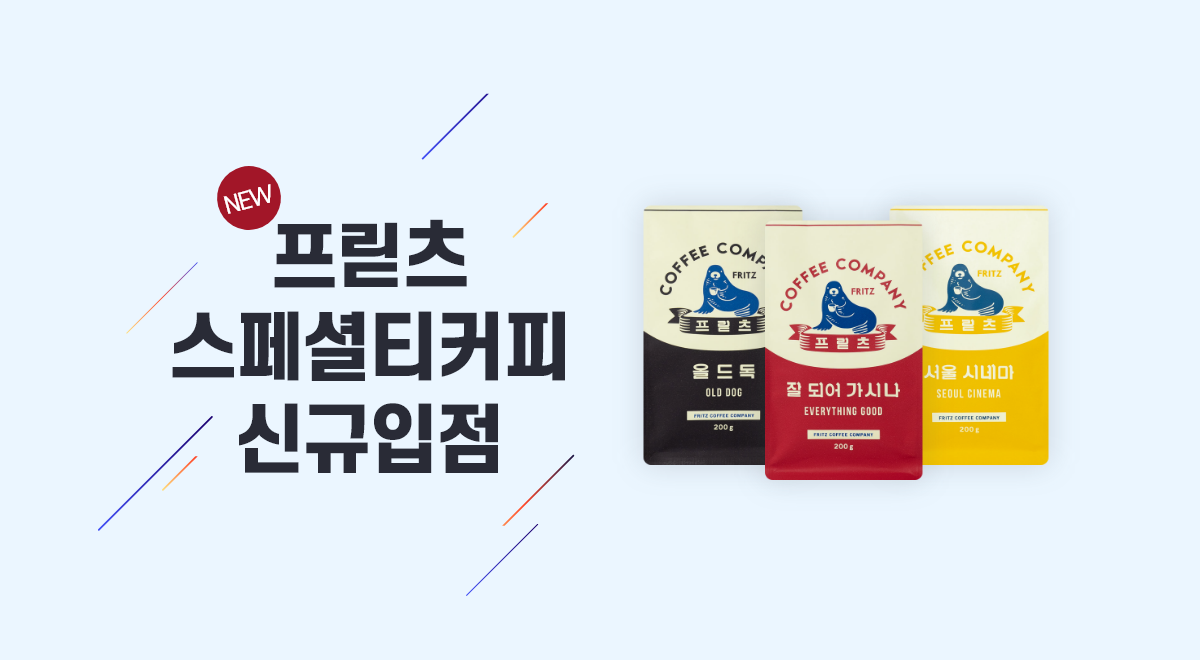 NEW
프릳츠
스페셜티커피
신규입점
COFFEE COMPANY
FRITZ
프릳츠
올드독
OLD DOG
FRITZ COFFEE COMPANY
200g
COFFEE COMPANY
FRITZ
프릳츠
잘 되어 가시나
EVERYTHING GOOD
FRITZ COFFEE COMPANY
200g
COFFEE COMPANY
FRITZ
프릳츠
서울 시네마
SEOUL CINEMA
FRITZ COFFEE COMPANY
200g